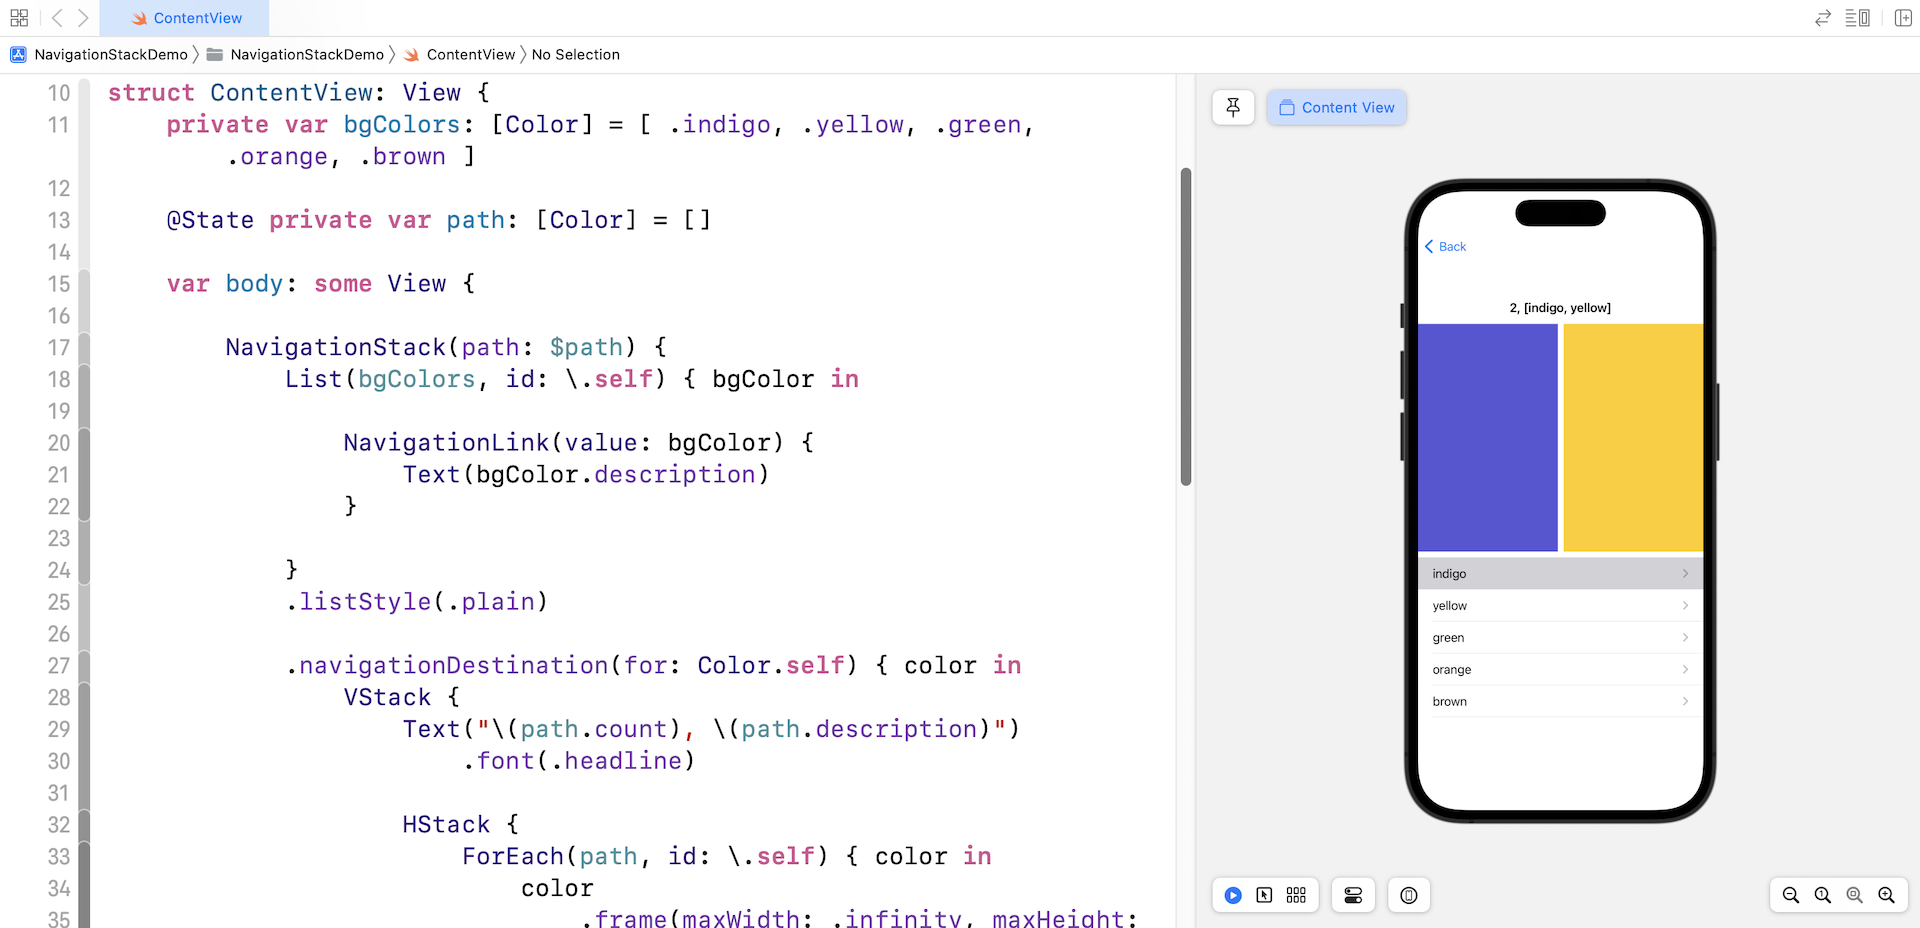 ContentView
NavigationStackDemo NavigationStackDemo ContentView No Selection
10 struct ContentView: View {
11 private var bgColors: [Color] = [ .indigo, .yellow, .green,
.orange, .brown ]
12
13 @State private var path: [Color] = []
14
15 var body: some View {
16
17 NavigationStack(path: $path) {
18 List(bgColors, id: \.self) { bgColor in
19
20 NavigationLink(value: bgColor) {
21 Text(bgColor.description)
22 }
23
24 }
25 .listStyle(.plain)
26
27 .navigationDestination(for: Color.self) { color in
28 VStack {
29 Text("\(path.count), \(path.description)")
30 .font(.headline)
31
32 HStack {
33 ForEach(path, id: \.self) { color in
34 color
35 .frame(maxWidth: .infinity, maxHeight:
Content View
Back
2, [indigo, yellow]
indigo
yellow
green
orange
brown